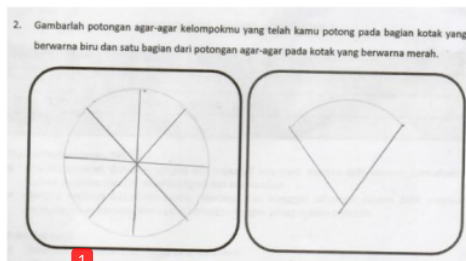 2. Gambarlah potongan agar-agar kelompokmu yang telah kamu potong pada bagian kotak yang
berwarna biru dan satu bagian dari potongan agar-agar pada kotak yang berwarna merah.
1